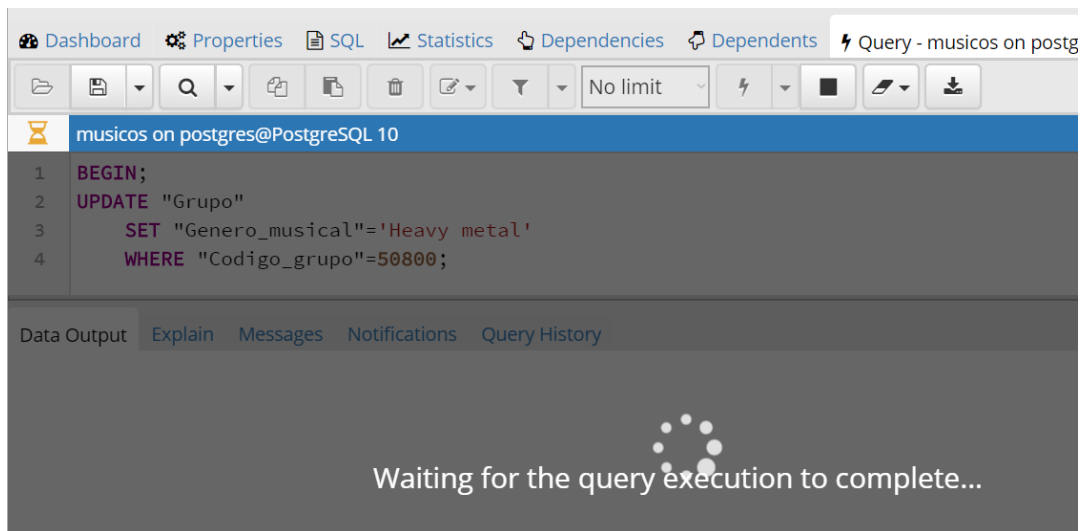 Dashboard Properties SQL Statistics Dependencies Dependents Query - musicos on postg
No limit
musicos on postgres@PostgreSQL 10
1 BEGIN;
2 UPDATE "Grupo"
3 SET "Genero_musical"='Heavy metal'
4 WHERE "Codigo_grupo"=50800;
Data Output Explain Messages Notifications Query History
Waiting for the query execution to complete...